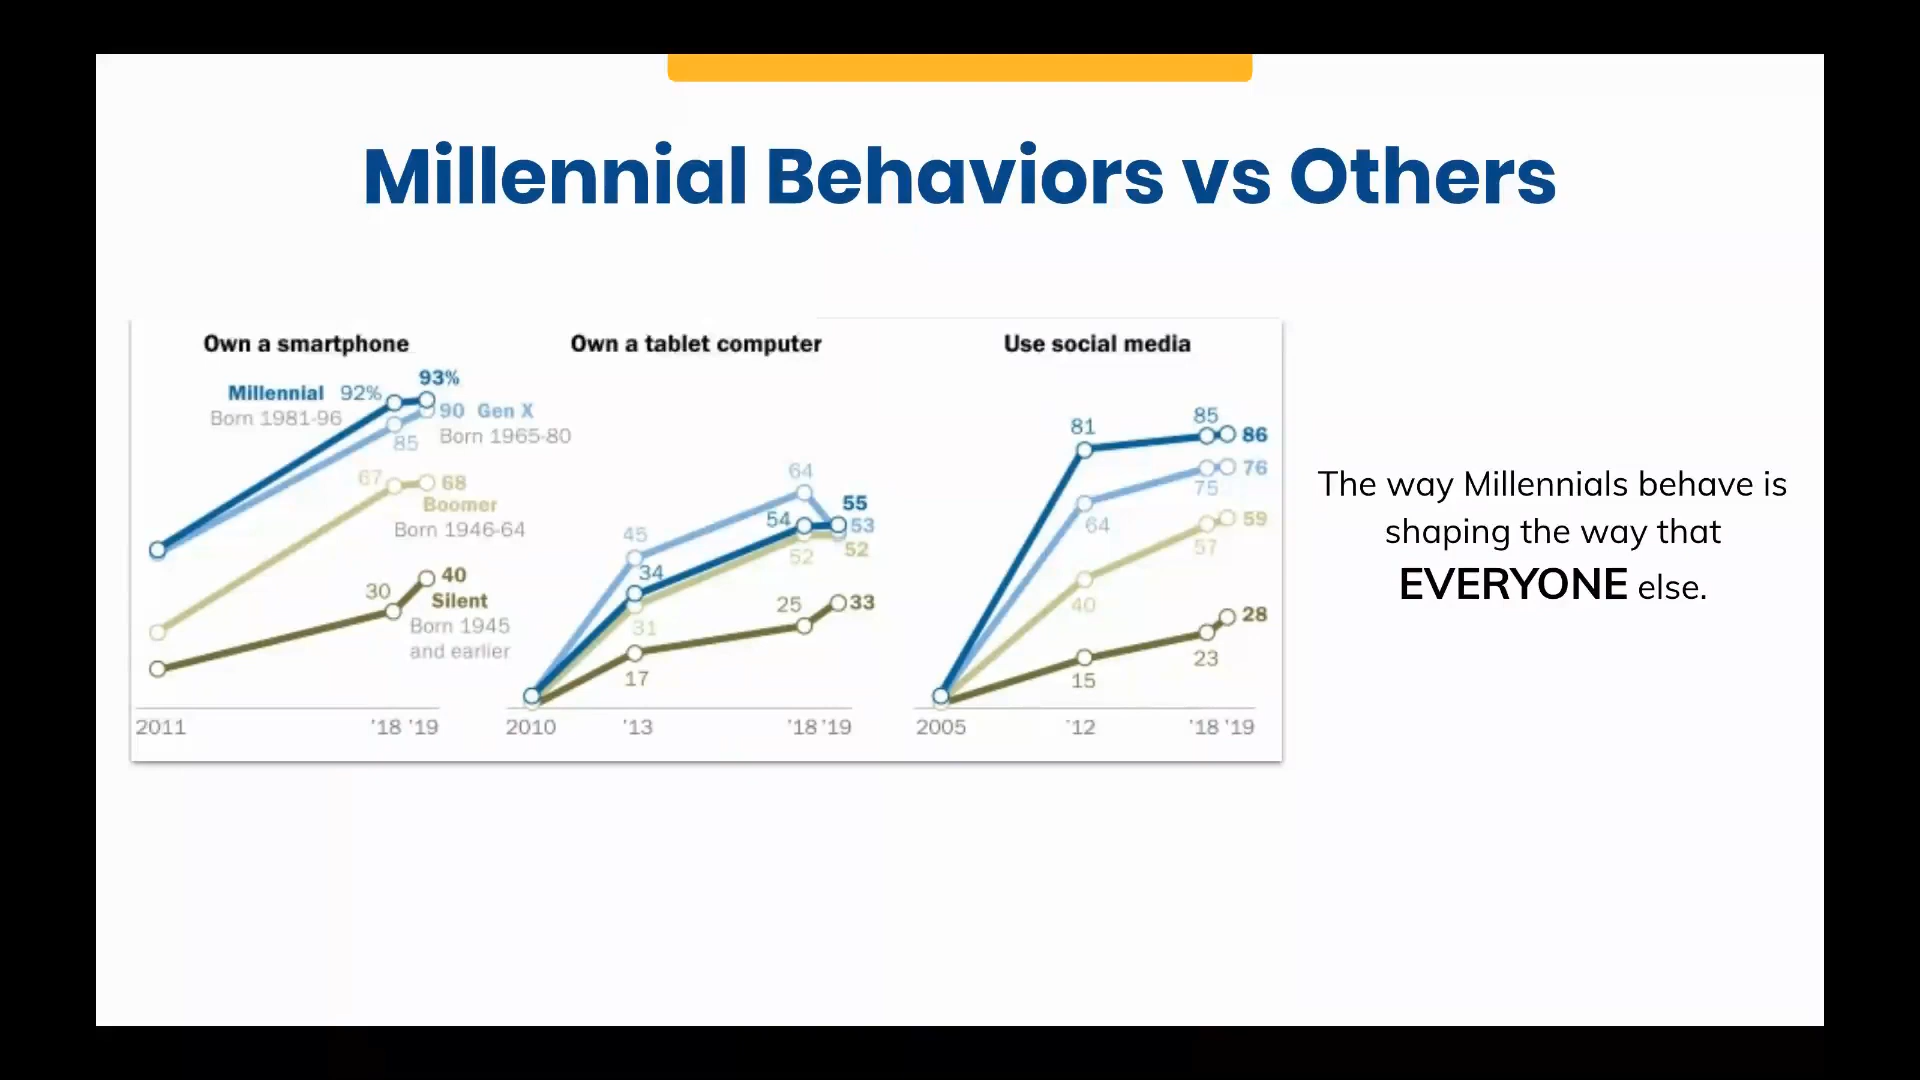 Millennial Behaviors vs Others
Own a smartphone
Millennial 92%
Born 1981-96
93%
90 Gen X
Born 1965-80
85
67
68
Boomer
Born 1946-64
30
40
Silent
Born 1945
and earlier
2011
'18 '19
Own a tablet computer
64
45
34
31
17
54
55
53
52
52
25
33
2010
'13
'18 '19
Use social media
81
64
40
15
85
86
76
75
59
57
28
23
2005
'12
'18 '19
The way Millennials behave is
shaping the way that
EVERYONE else.